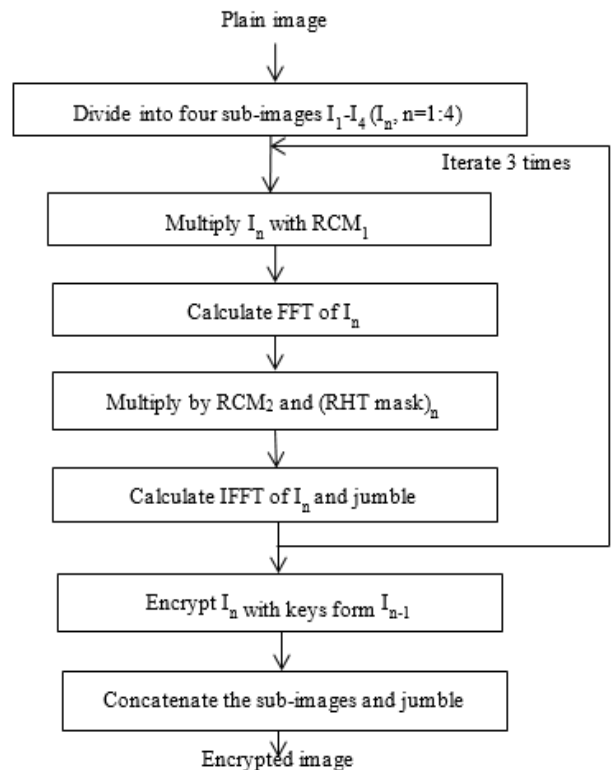 Plain image
Divide into four sub-images I₁-I₄ (Iₙ, n=1:4)
Iterate 3 times
Multiply Iₙ with RCM₁
Calculate FFT of Iₙ
Multiply by RCM₂ and (RHT mask)ₙ
Calculate IFFT of Iₙ and jumble
Encrypt Iₙ with keys form Iₙ₋₁
Concatenate the sub-images and jumble
Encrypted image